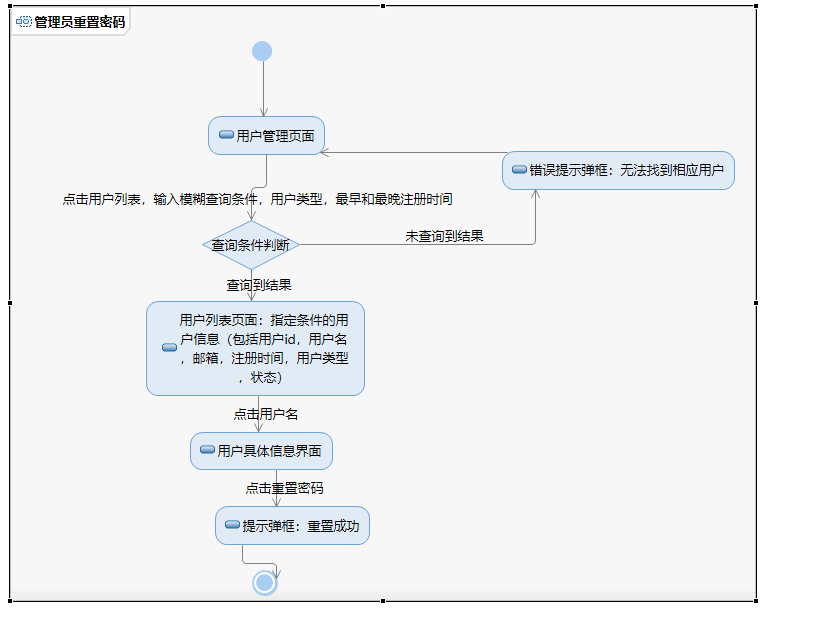 管理员重置密码
用户管理页面
错误提示弹框：无法找到相应用户
点击用户列表，输入模糊查询条件，用户类型，最早和最晚注册时间
未查询到结果
查询条件判断
查询到结果
用户列表页面：指定条件的用
户信息（包括用户id，用户名
，邮箱，注册时间，用户类型
，状态）
点击用户名
用户具体信息界面
点击重置密码
提示弹框：重置成功